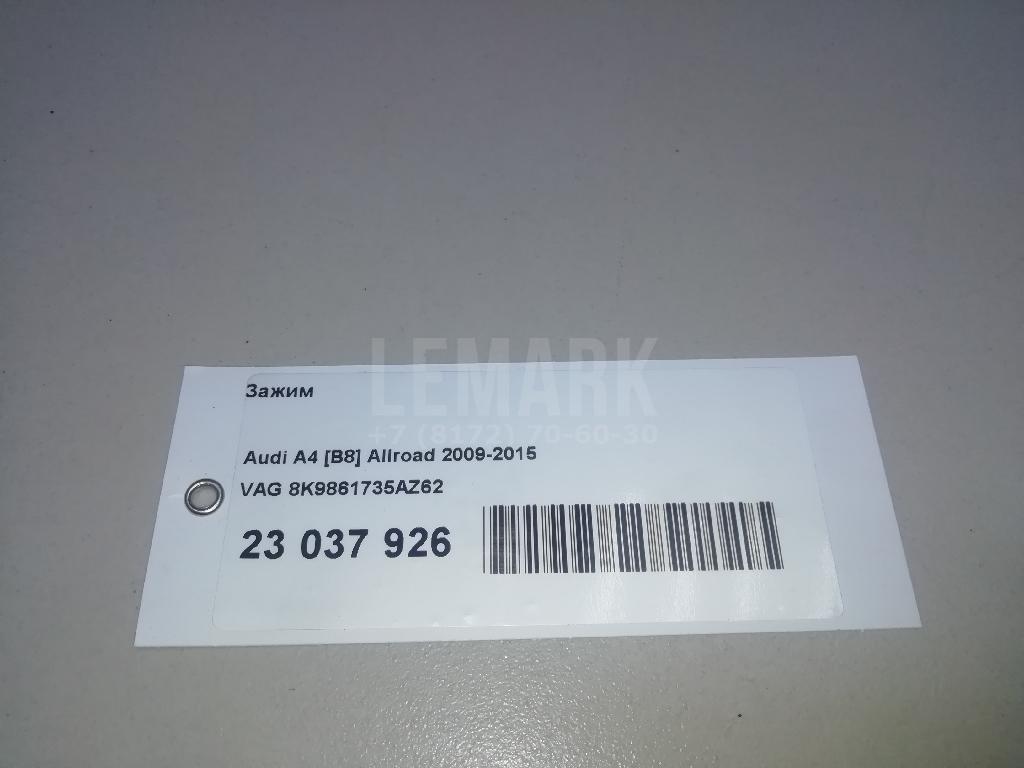 LEMARK
Зажим
+7 (8172) 70-60-30
Audi A4 [B8] Allroad 2009-2015
VAG 8K9861735AZ62
23 037 926